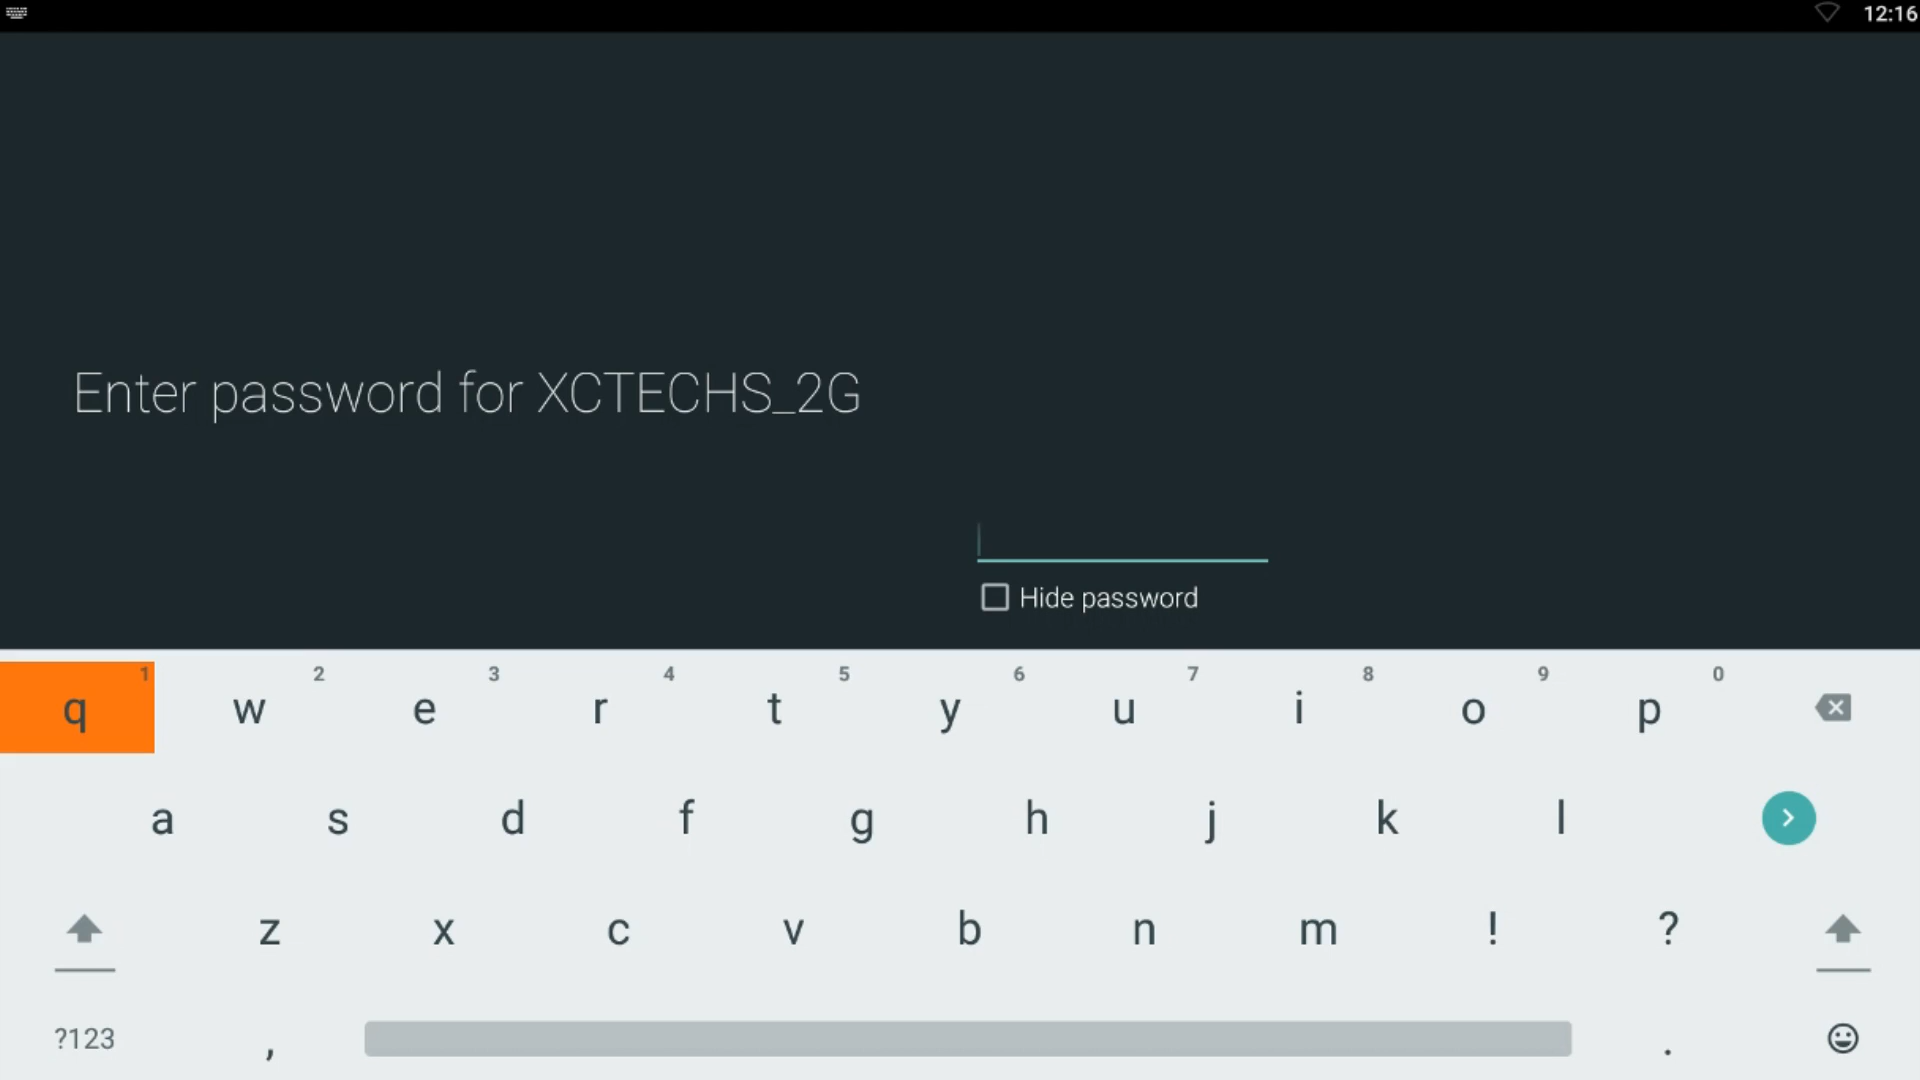 12:16
Enter password for XCTECHS_2G
Hide password
1 2 3 4 5 6 7 8 9 0
q w e r t y u i o p
a s d f g h j k l
z x c v b n m ! ?
?123 , .